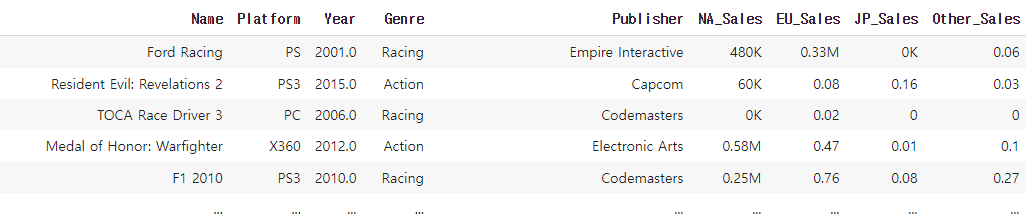 Name Platform Year Genre Publisher NA_Sales EU_Sales JP_Sales Other_Sales
Ford Racing PS 2001.0 Racing Empire Interactive 480K 0.33M 0K 0.06
Resident Evil: Revelations 2 PS3 2015.0 Action Capcom 60K 0.08 0.16 0.03
TOCA Race Driver 3 PC 2006.0 Racing Codemasters 0K 0.02 0 0
Medal of Honor: Warfighter X360 2012.0 Action Electronic Arts 0.58M 0.47 0.01 0.1
F1 2010 PS3 2010.0 Racing Codemasters 0.25M 0.76 0.08 0.27
... ... ... ... ... ... ... ... ...